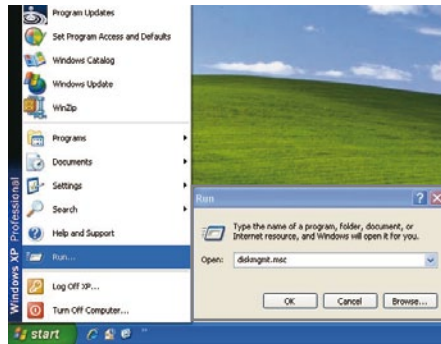 Program Updates
Set Program Access and Defaults
Windows Catalog
Windows Update
WinZip
Programs
Documents
Settings
Search
Help and Support
Run...
Log Off XP...
Turn Off Computer...
Windows XP Professional
start
Run
Type the name of a program, folder, document, or
Internet resource, and Windows will open it for you.
Open: diskmgmt.msc
OK Cancel Browse...